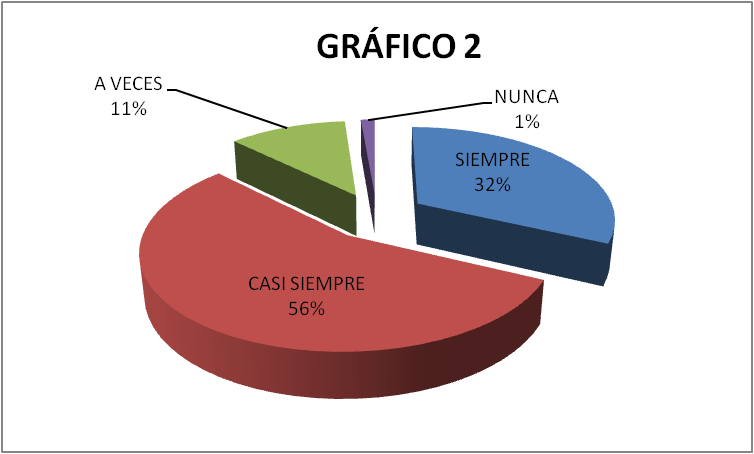 GRÁFICO 2
A VECES
11%
NUNCA
1%
SIEMPRE
32%
CASI SIEMPRE
56%